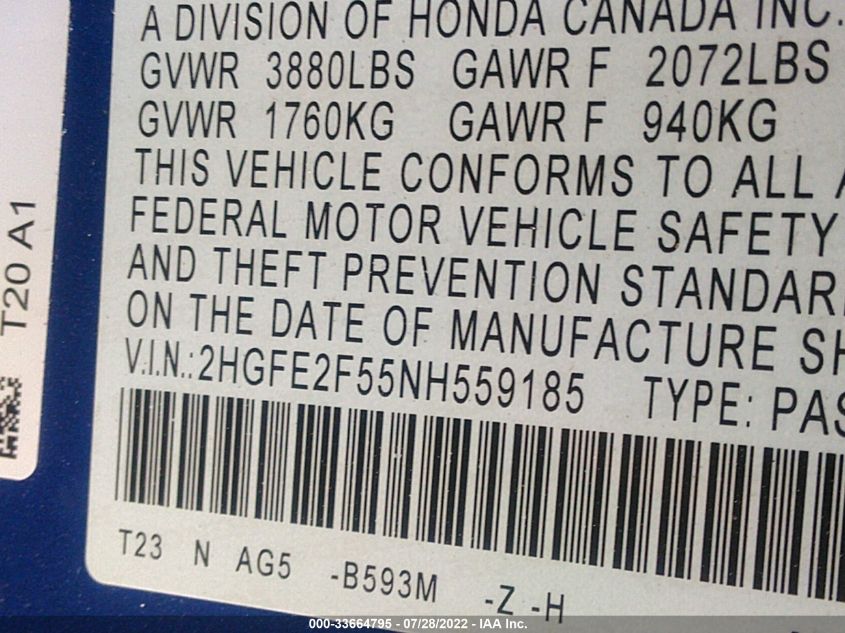 A DIVISION OF HONDA CANADA INC.
GVWR 3880LBS GAWR F 2072LBS
GVWR 1760KG GAWR F 940KG
THIS VEHICLE CONFORMS TO ALL A
FEDERAL MOTOR VEHICLE SAFETY
AND THEFT PREVENTION STANDAR
ON THE DATE OF MANUFACTURE SH
V.I.N.:2HGFE2F55NH559185 TYPE: PAS
T23 N AG5 -B593M -Z -H
T20 A1
000-33664795 - 07/28/2022 - IAA Inc.